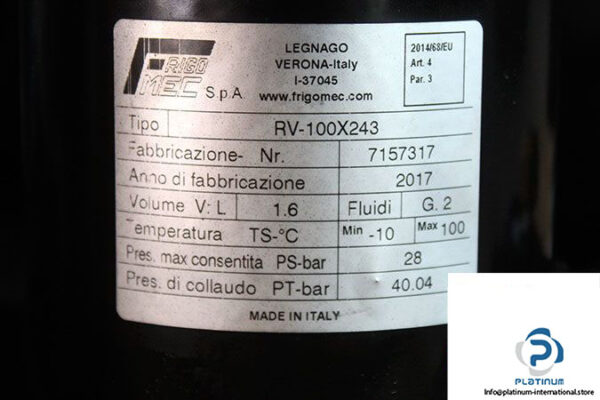 FRIGO
MEC S.p.A
LEGNAGO
VERONA-Italy
I-37045
www.frigomec.com
2014/68/EU
Art. 4
Par. 3
Tipo RV-100X243
Fabbricazione- Nr. 7157317
Anno di fabbricazione 2017
Volume V: L 1.6 Fluidi G. 2
Temperatura TS-°C Min -10 Max 100
Pres. max consentita PS-bar 28
Pres. di collaudo PT-bar 40.04
MADE IN ITALY
PLATINUM
INTERNATIONAL
Info@platinum-international.store